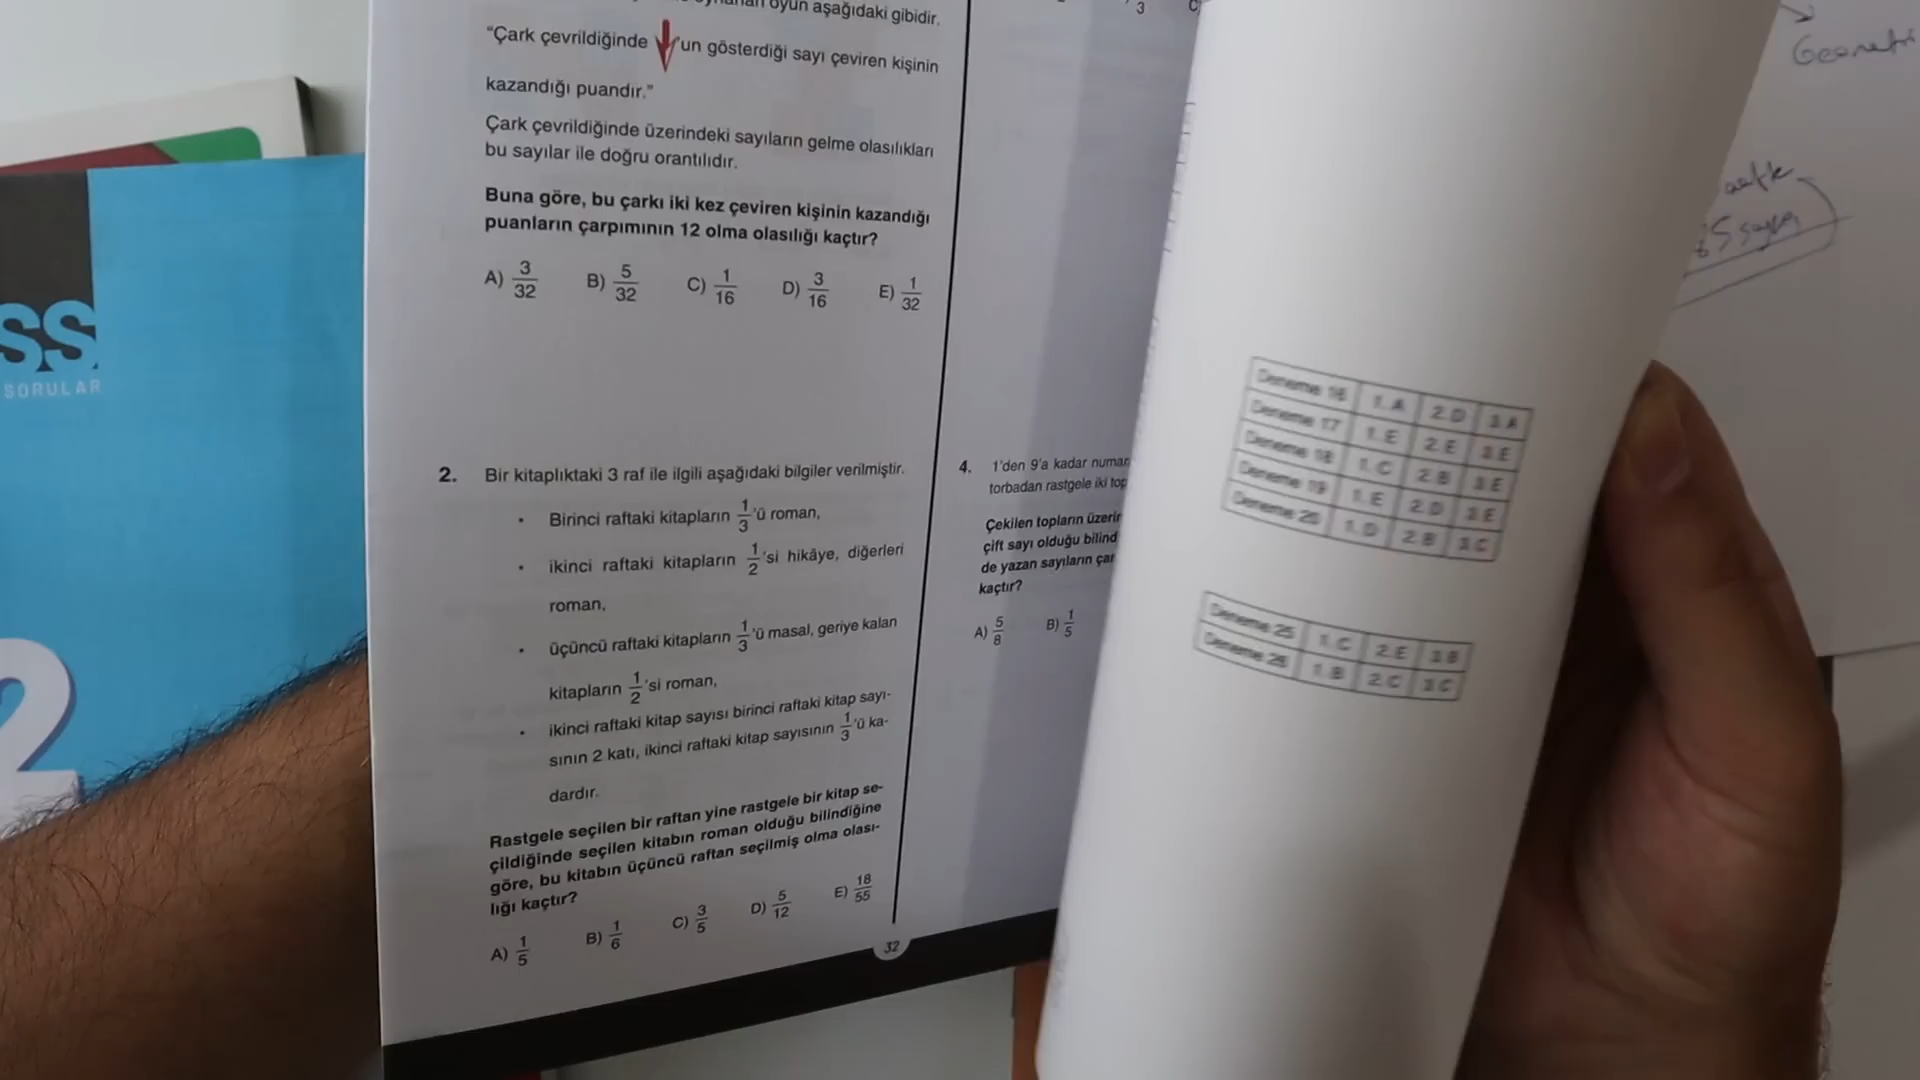 oyun aşağıdaki gibidir.
“Çark çevrildiğinde 'un gösterdiği sayı çeviren kişinin
kazandığı puandır.”
Çark çevrildiğinde üzerindeki sayıların gelme olasılıkları
bu sayılar ile doğru orantılıdır.
Buna göre, bu çarkı iki kez çeviren kişinin kazandığı
puanların çarpımının 12 olma olasılığı kaçtır?
A) 3/32 B) 5/32 C) 1/16 D) 3/16 E) 1/32
2. Bir kitaplıktaki 3 raf ile ilgili aşağıdaki bilgiler verilmiştir.
• Birinci raftaki kitapların 1/3'ü roman,
• ikinci raftaki kitapların 1/2'si hikâye, diğerleri
roman,
• üçüncü raftaki kitapların 1/3'ü masal, geriye kalan
kitapların 1/2'si roman,
• ikinci raftaki kitap sayısı birinci raftaki kitap sayı-
sının 2 katı, ikinci raftaki kitap sayısının 1/3'ü ka-
dardır.
Rastgele seçilen bir raftan yine rastgele bir kitap se-
çildiğinde seçilen kitabın roman olduğu bilindiğine
göre, bu kitabın üçüncü raftan seçilmiş olma olası-
lığı kaçtır?
A) 1/5 B) 1/6 C) 3/5 D) 5/12 E) 18/55
32
3 C
4. 1'den 9'a kadar
torbadan rastgele iki
Çekilen topların
çift sayı olduğu
de yazan sayıların
kaçtır?
A) 5/8 B) 1/5
Deneme 16 1. A 2. D 3. A
Deneme 17 1. E 2. E 3. E
Deneme 18 1. C 2. B 3. E
Deneme 19 1. E 2. D 3. E
Deneme 20 1. D 2. B 3. C
Deneme 25 1. C 2. E 3. B
Deneme 26 1. B 2. C 3. C
SS
SORULAR
2